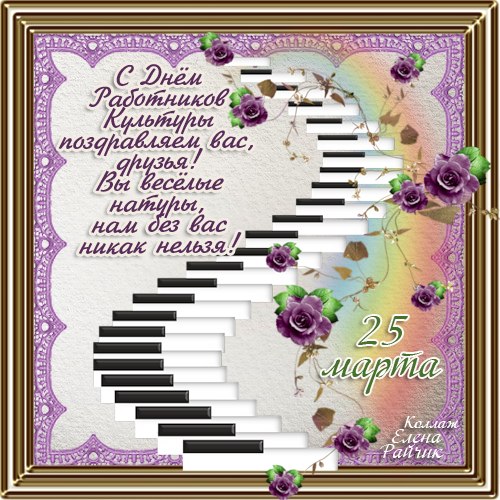 С Днём
Работников
Культуры
поздравляем вас,
друзья!
Вы весёлые
натуры,
нам без вас
никак нельзя!
25
марта
Коллаж
Елена
Райчик